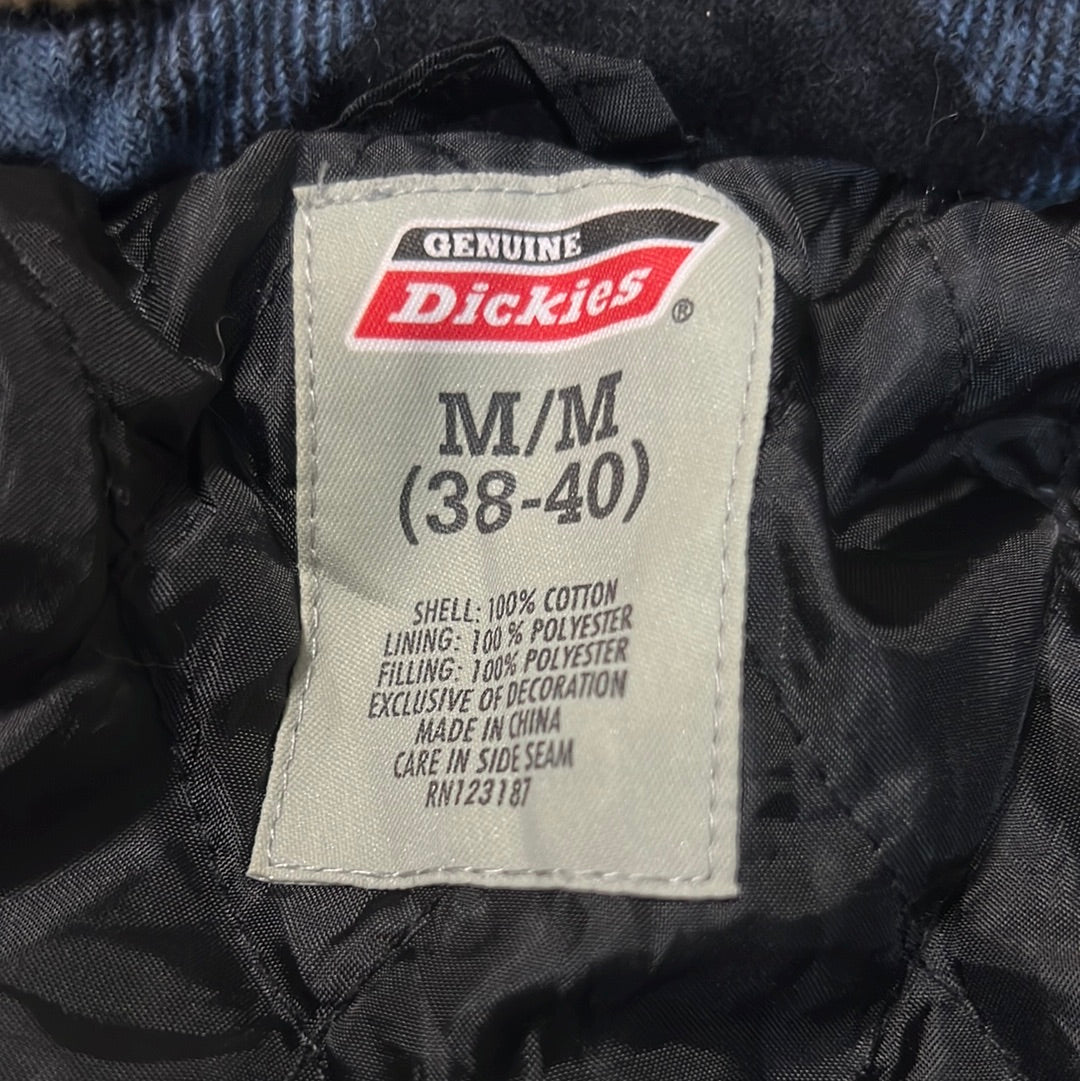 GENUINE
Dickies®
M/M
(38-40)
SHELL: 100% COTTON
LINING: 100% POLYESTER
FILLING: 100% POLYESTER
EXCLUSIVE OF DECORATION
MADE IN CHINA
CARE IN SIDE SEAM
RN123187